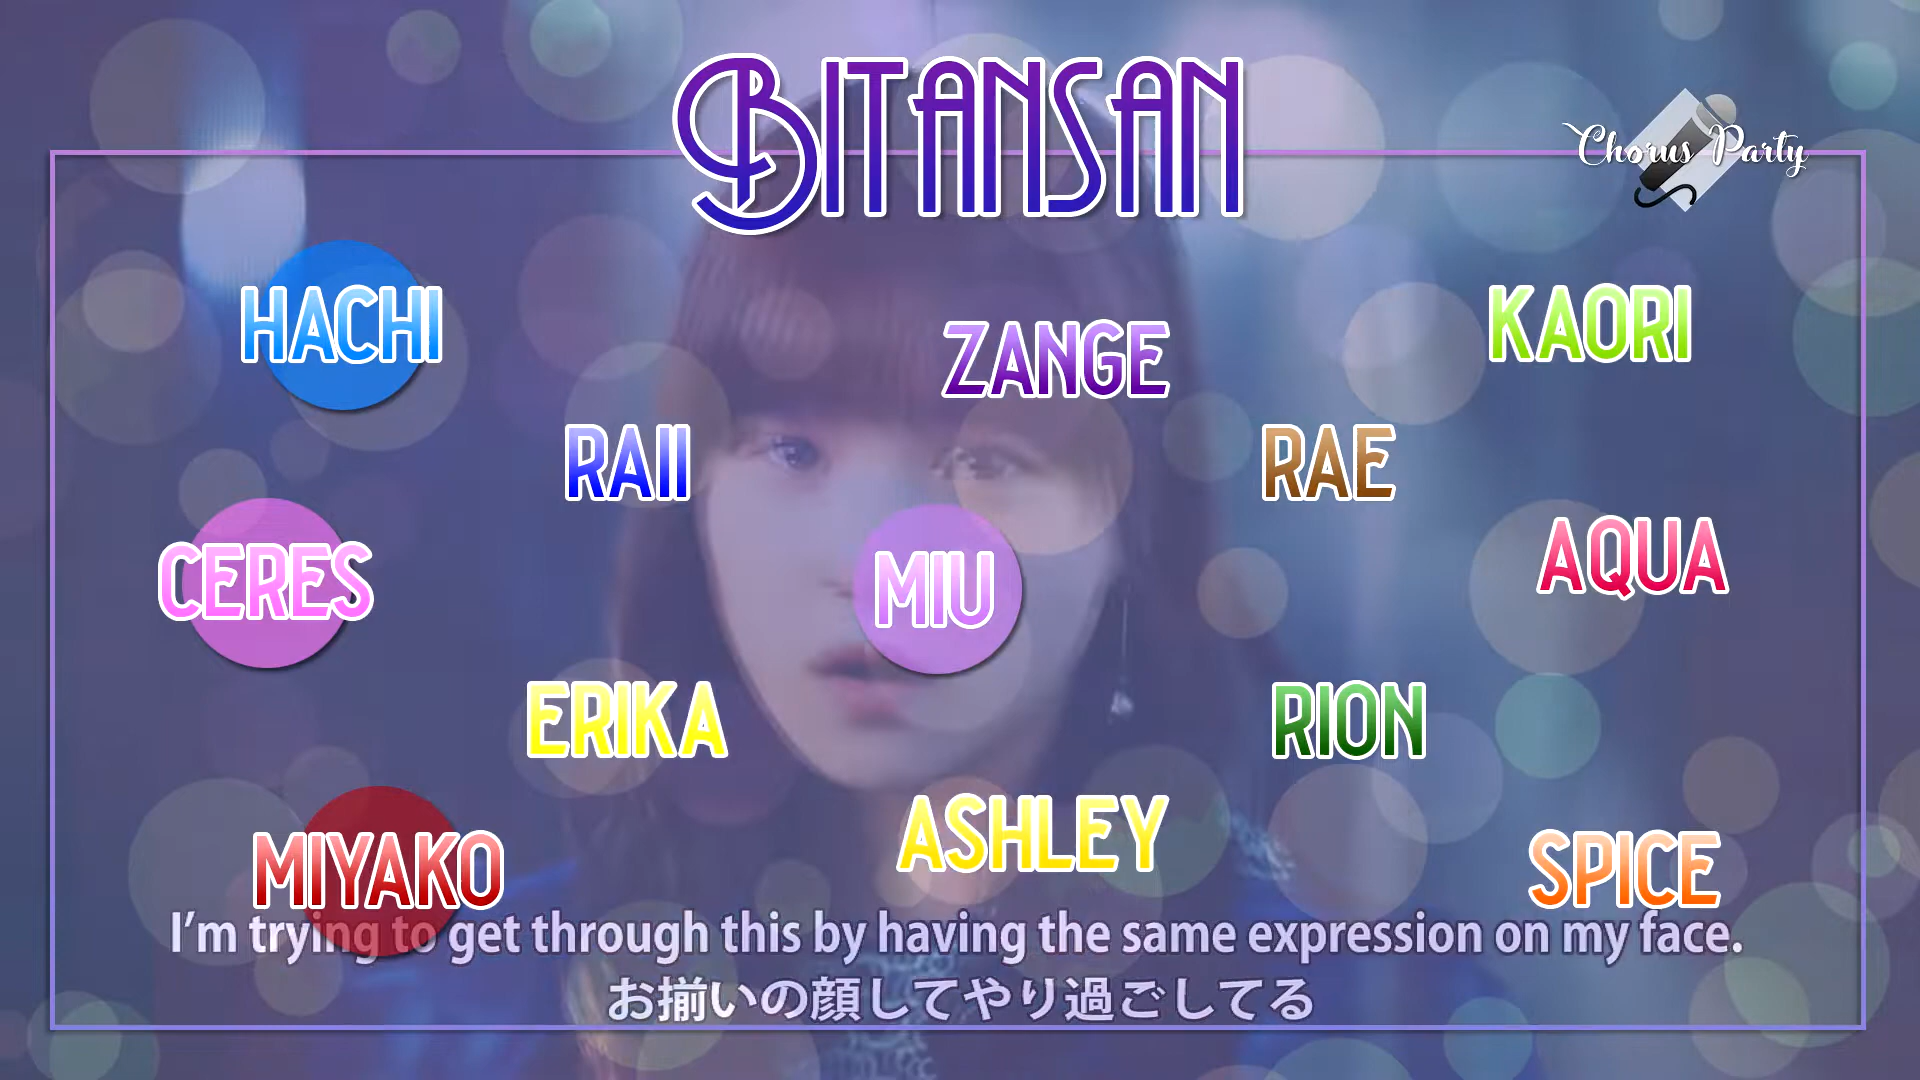 BITANSAN
Chorus Party
HACHI
ZANGE
KAORI
RAII
RAE
CERES
MIU
AQUA
ERIKA
RION
MIYAKO
ASHLEY
SPICE
I'm trying to get through this by having the same expression on my face.
お揃いの顔してやり過ごしてる